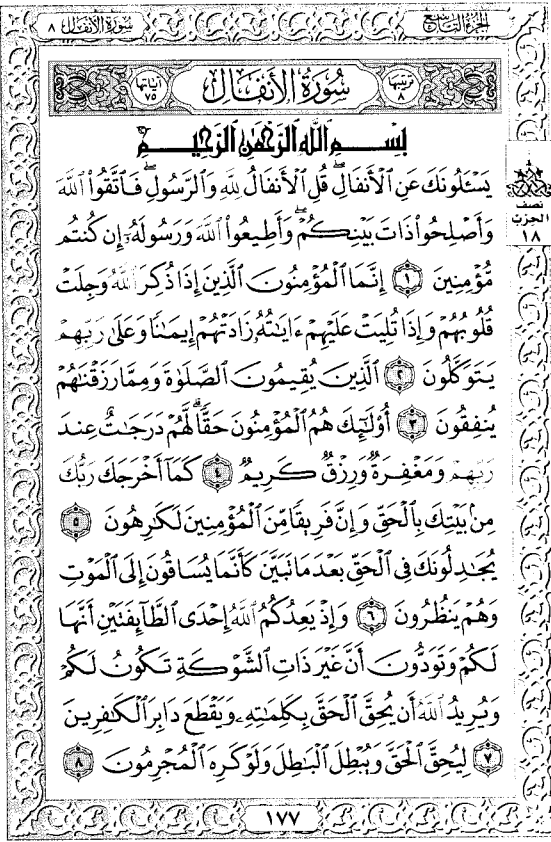 الجزء التاسع
سورة الأنفال ٨
ترتيبها ٨
سُورَةُ الأَنفَال
آياتها ٧٥
بِسۡمِ ٱللَّهِ ٱلرَّحۡمَٰنِ ٱلرَّحِيمِ
يَسۡـَٔلُونَكَ عَنِ ٱلۡأَنفَالِۖ قُلِ ٱلۡأَنفَالُ لِلَّهِ وَٱلرَّسُولِۖ فَٱتَّقُواْ ٱللَّهَ
نصف الحزب ١٨
وَأَصۡلِحُواْ ذَاتَ بَيۡنِكُمۡۖ وَأَطِيعُواْ ٱللَّهَ وَرَسُولَهُۥٓ إِن كُنتُم
مُّؤۡمِنِينَ ١ إِنَّمَا ٱلۡمُؤۡمِنُونَ ٱلَّذِينَ إِذَا ذُكِرَ ٱللَّهُ وَجِلَتۡ
قُلُوبُهُمۡ وَإِذَا تُلِيَتۡ عَلَيۡهِمۡ ءَايَٰتُهُۥ زَادَتۡهُمۡ إِيمَٰنٗا وَعَلَىٰ رَبِّهِمۡ
يَتَوَكَّلُونَ ٢ ٱلَّذِينَ يُقِيمُونَ ٱلصَّلَوٰةَ وَمِمَّا رَزَقۡنَٰهُمۡ
يُنفِقُونَ ٣ أُوْلَٰٓئِكَ هُمُ ٱلۡمُؤۡمِنُونَ حَقّٗاۚ لَّهُمۡ دَرَجَٰتٌ عِندَ
رَبِّهِمۡ وَمَغۡفِرَةٞ وَرِزۡقٞ كَرِيمٞ ٤ كَمَآ أَخۡرَجَكَ رَبُّكَ
مِنۢ بَيۡتِكَ بِٱلۡحَقِّ وَإِنَّ فَرِيقٗا مِّنَ ٱلۡمُؤۡمِنِينَ لَكَٰرِهُونَ ٥
يُجَٰدِلُونَكَ فِي ٱلۡحَقِّ بَعۡدَ مَا تَبَيَّنَ كَأَنَّمَا يُسَاقُونَ إِلَى ٱلۡمَوۡتِ
وَهُمۡ يَنظُرُونَ ٦ وَإِذۡ يَعِدُكُمُ ٱللَّهُ إِحۡدَى ٱلطَّآئِفَتَيۡنِ أَنَّهَا
لَكُمۡ وَتَوَدُّونَ أَنَّ غَيۡرَ ذَاتِ ٱلشَّوۡكَةِ تَكُونُ لَكُمۡ
وَيُرِيدُ ٱللَّهُ أَن يُحِقَّ ٱلۡحَقَّ بِكَلِمَٰتِهِۦ وَيَقۡطَعَ دَابِرَ ٱلۡكَٰفِرِينَ
٧ لِيُحِقَّ ٱلۡحَقَّ وَيُبۡطِلَ ٱلۡبَٰطِلَ وَلَوۡ كَرِهَ ٱلۡمُجۡرِمُونَ ٨
١٧٧